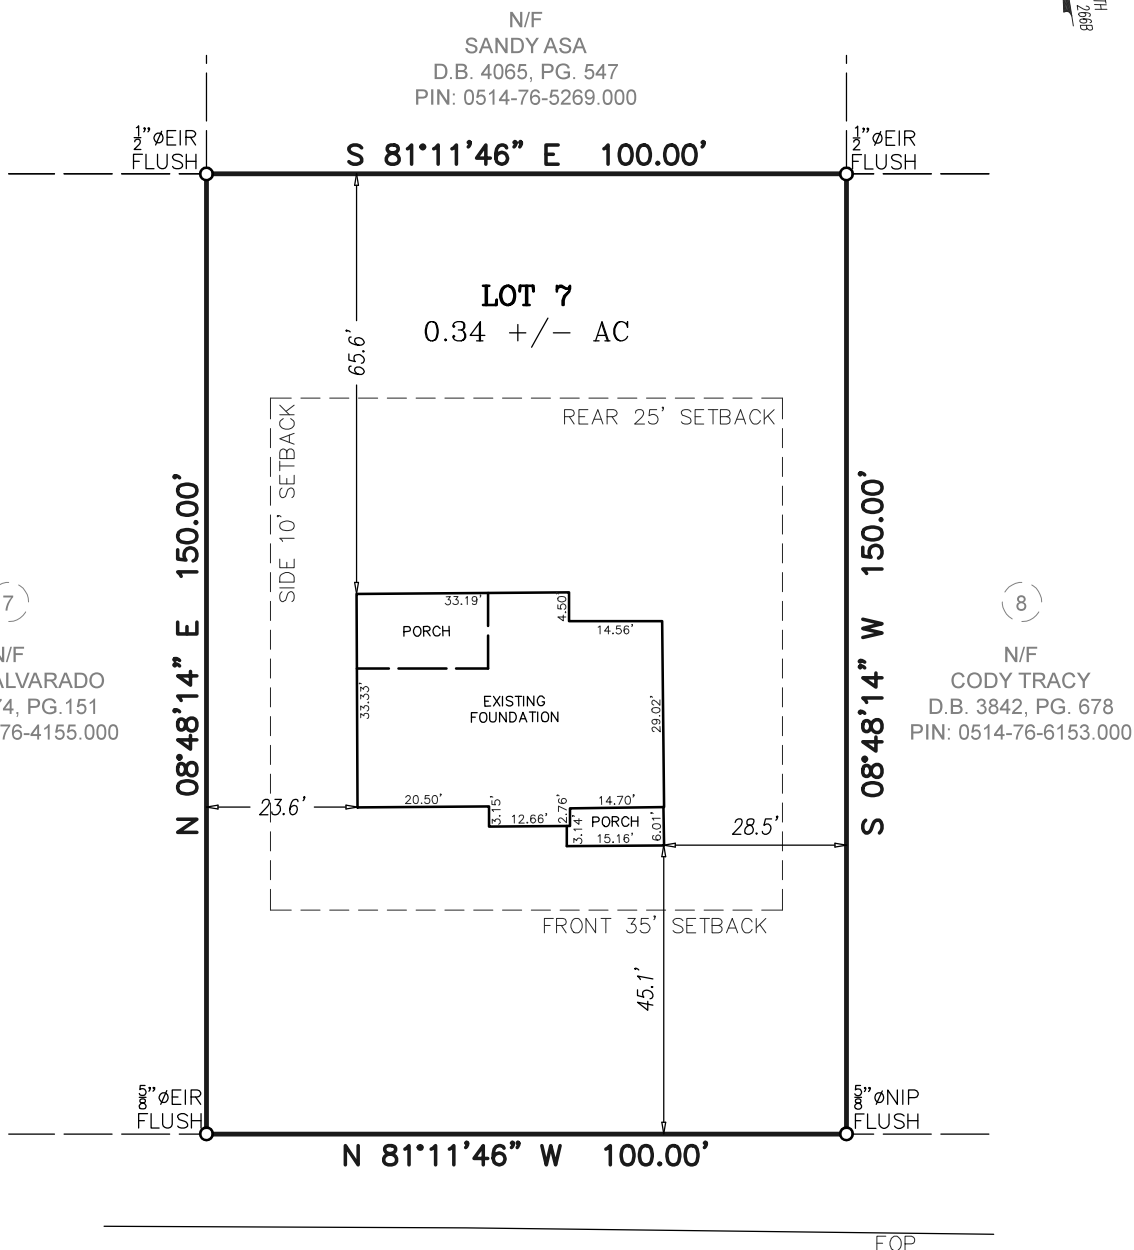 TH
266B
N/F
SANDY ASA
D.B. 4065, PG. 547
PIN: 0514-76-5269.000
½"øEIR
FLUSH
S 81°11'46" E 100.00'
½"øEIR
FLUSH
LOT 7
0.34 +/- AC
65.6'
SIDE 10' SETBACK
REAR 25' SETBACK
N 08°48'14" E 150.00'
S 08°48'14" W 150.00'
7
N/F
ALVARADO
74, PG.151
76-4155.000
8
N/F
CODY TRACY
D.B. 3842, PG. 678
PIN: 0514-76-6153.000
33.19'
4.50'
14.56'
PORCH
33.33'
EXISTING
FOUNDATION
29.02'
23.6'
20.50'
3.15'
12.66'
2.76'
14.70'
3.14'
PORCH
15.16'
6.01'
28.5'
FRONT 35' SETBACK
45.1'
⅝"øEIR
FLUSH
⅝"øNIP
FLUSH
N 81°11'46" W 100.00'
EOP